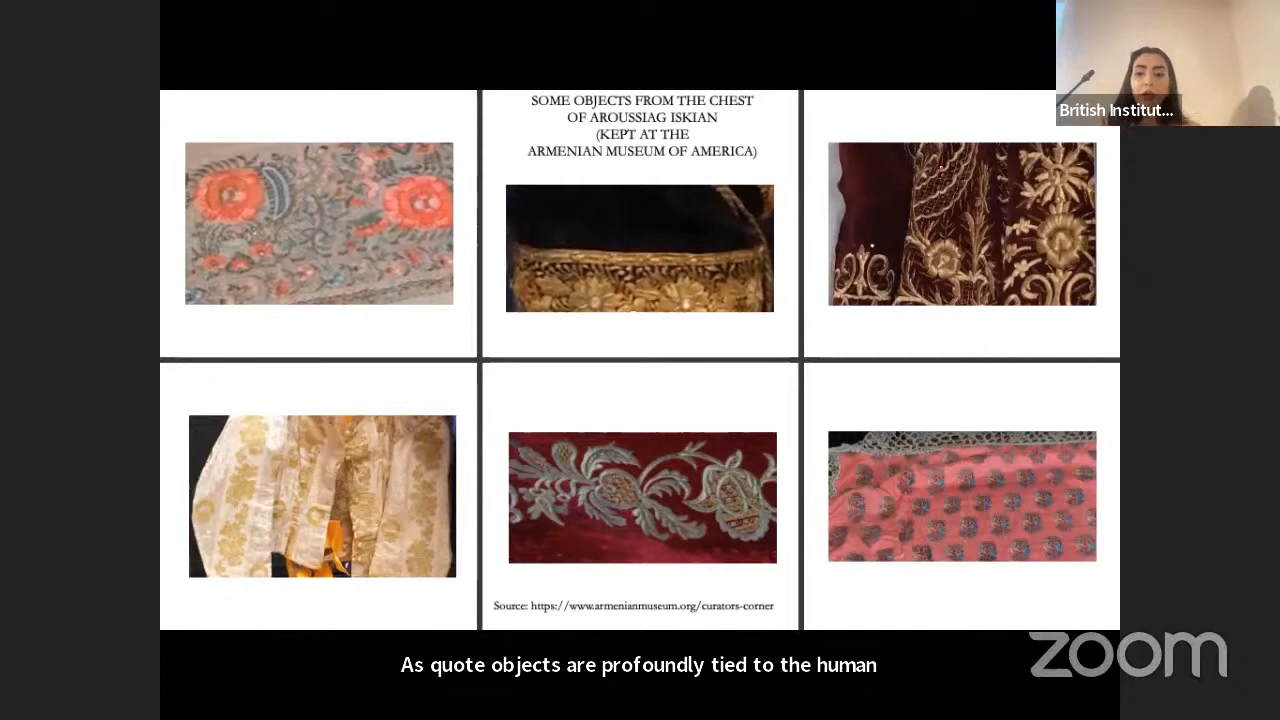 SOME OBJECTS FROM THE CHEST
OF AROUSSIAG ISKIAN
(KEPT AT THE
ARMENIAN MUSEUM OF AMERICA)
British Institut...
Source: https://www.armenianmuseum.org/curators-corner
As quote objects are profoundly tied to the human
zoom